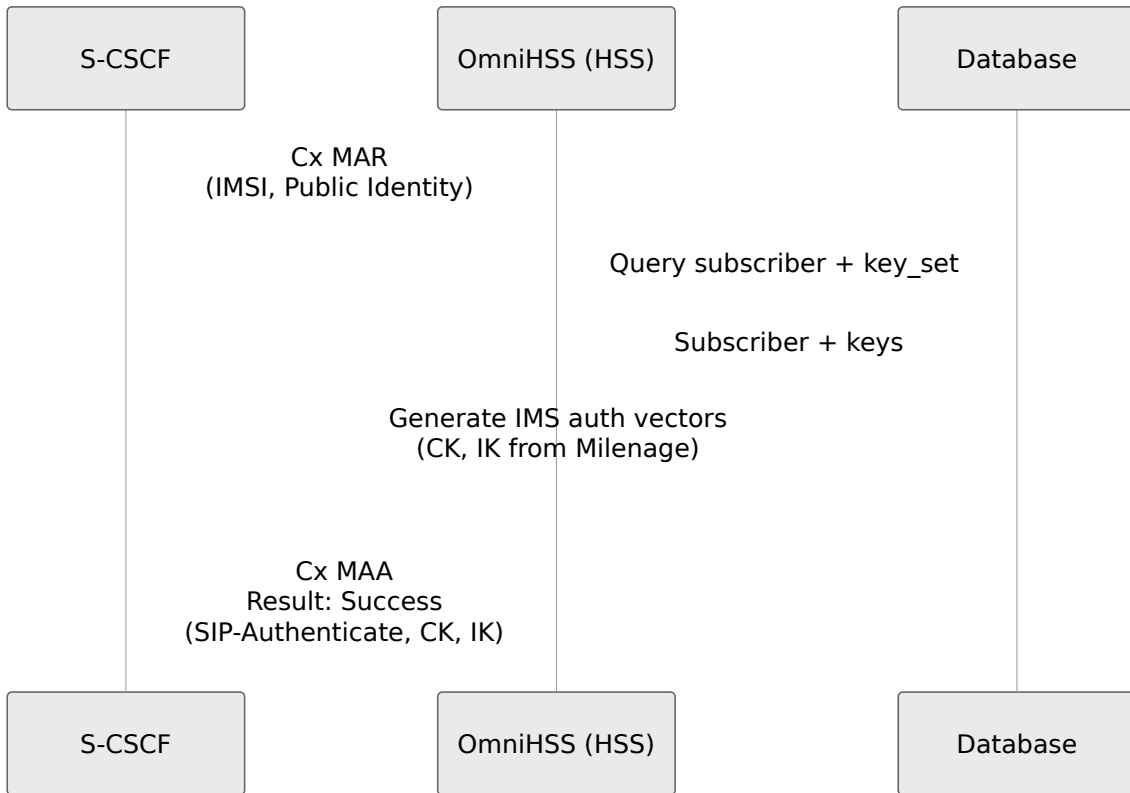 S-CSCF
OmniHSS (HSS)
Database
Cx MAR
(IMSI, Public Identity)
Query subscriber + key_set
Subscriber + keys
Generate IMS auth vectors
(CK, IK from Milenage)
Cx MAA
Result: Success
(SIP-Authenticate, CK, IK)
S-CSCF
OmniHSS (HSS)
Database